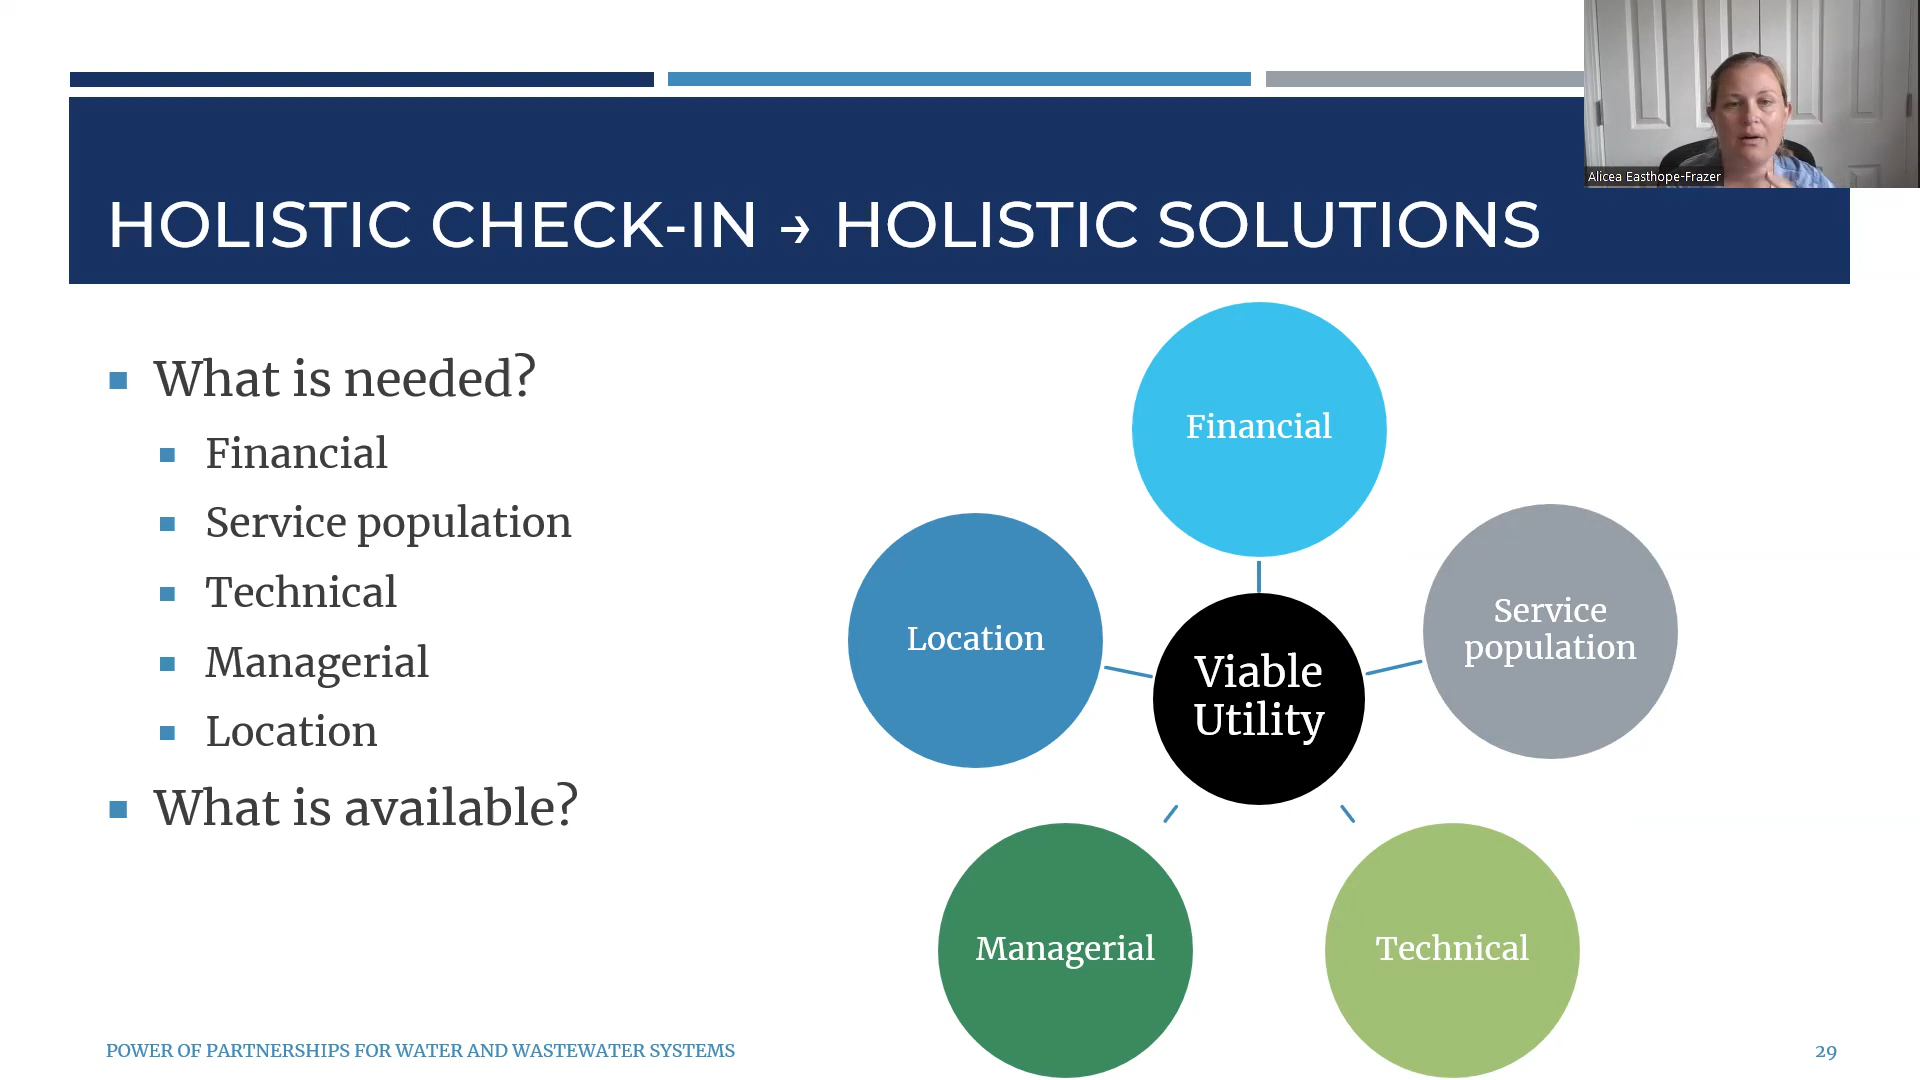 Alicea Easthope-Frazer
HOLISTIC CHECK-IN → HOLISTIC SOLUTIONS
What is needed?
Financial
Service population
Technical
Managerial
Location
What is available?
Financial
Service
population
Location
Viable
Utility
Managerial
Technical
POWER OF PARTNERSHIPS FOR WATER AND WASTEWATER SYSTEMS
29